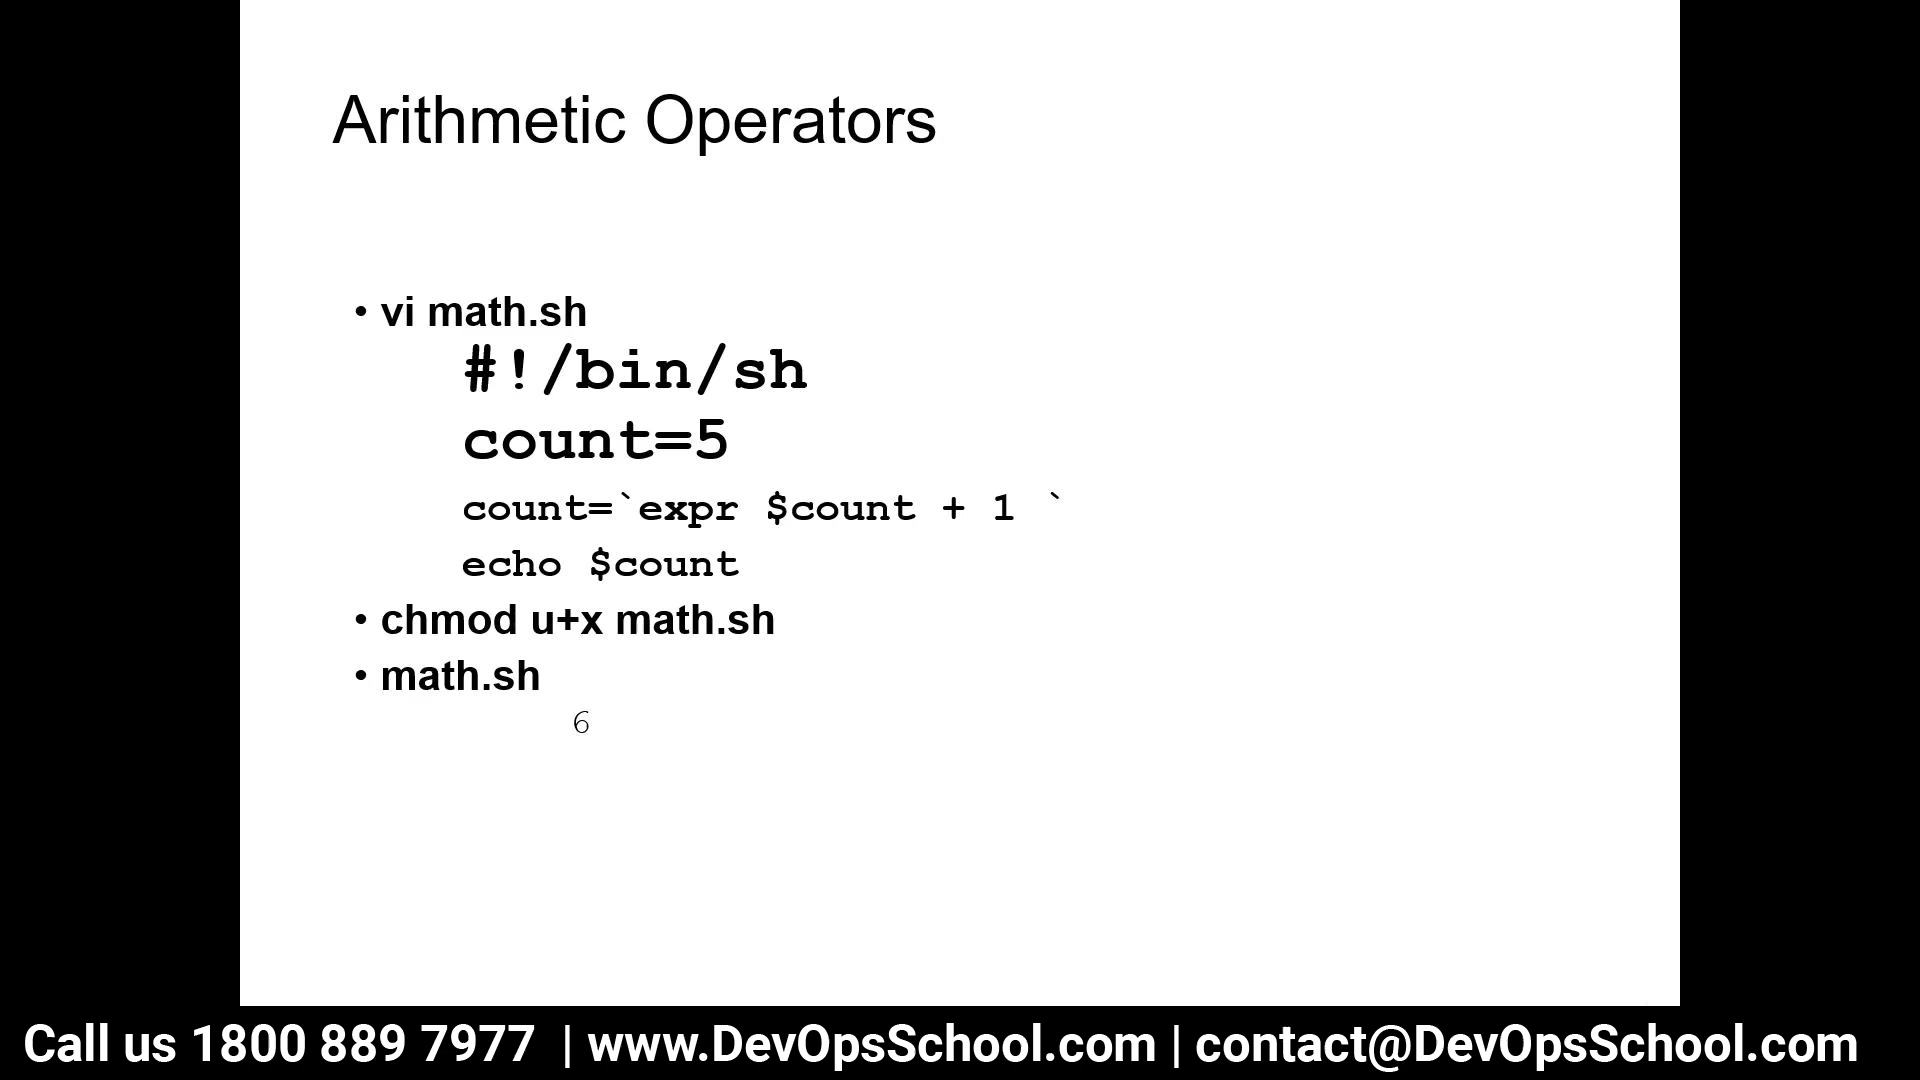 Arithmetic Operators
• vi math.sh
#!/bin/sh
count=5
count=`expr $count + 1 `
echo $count
• chmod u+x math.sh
• math.sh
6
Call us 1800 889 7977 | www.DevOpsSchool.com | contact@DevOpsSchool.com